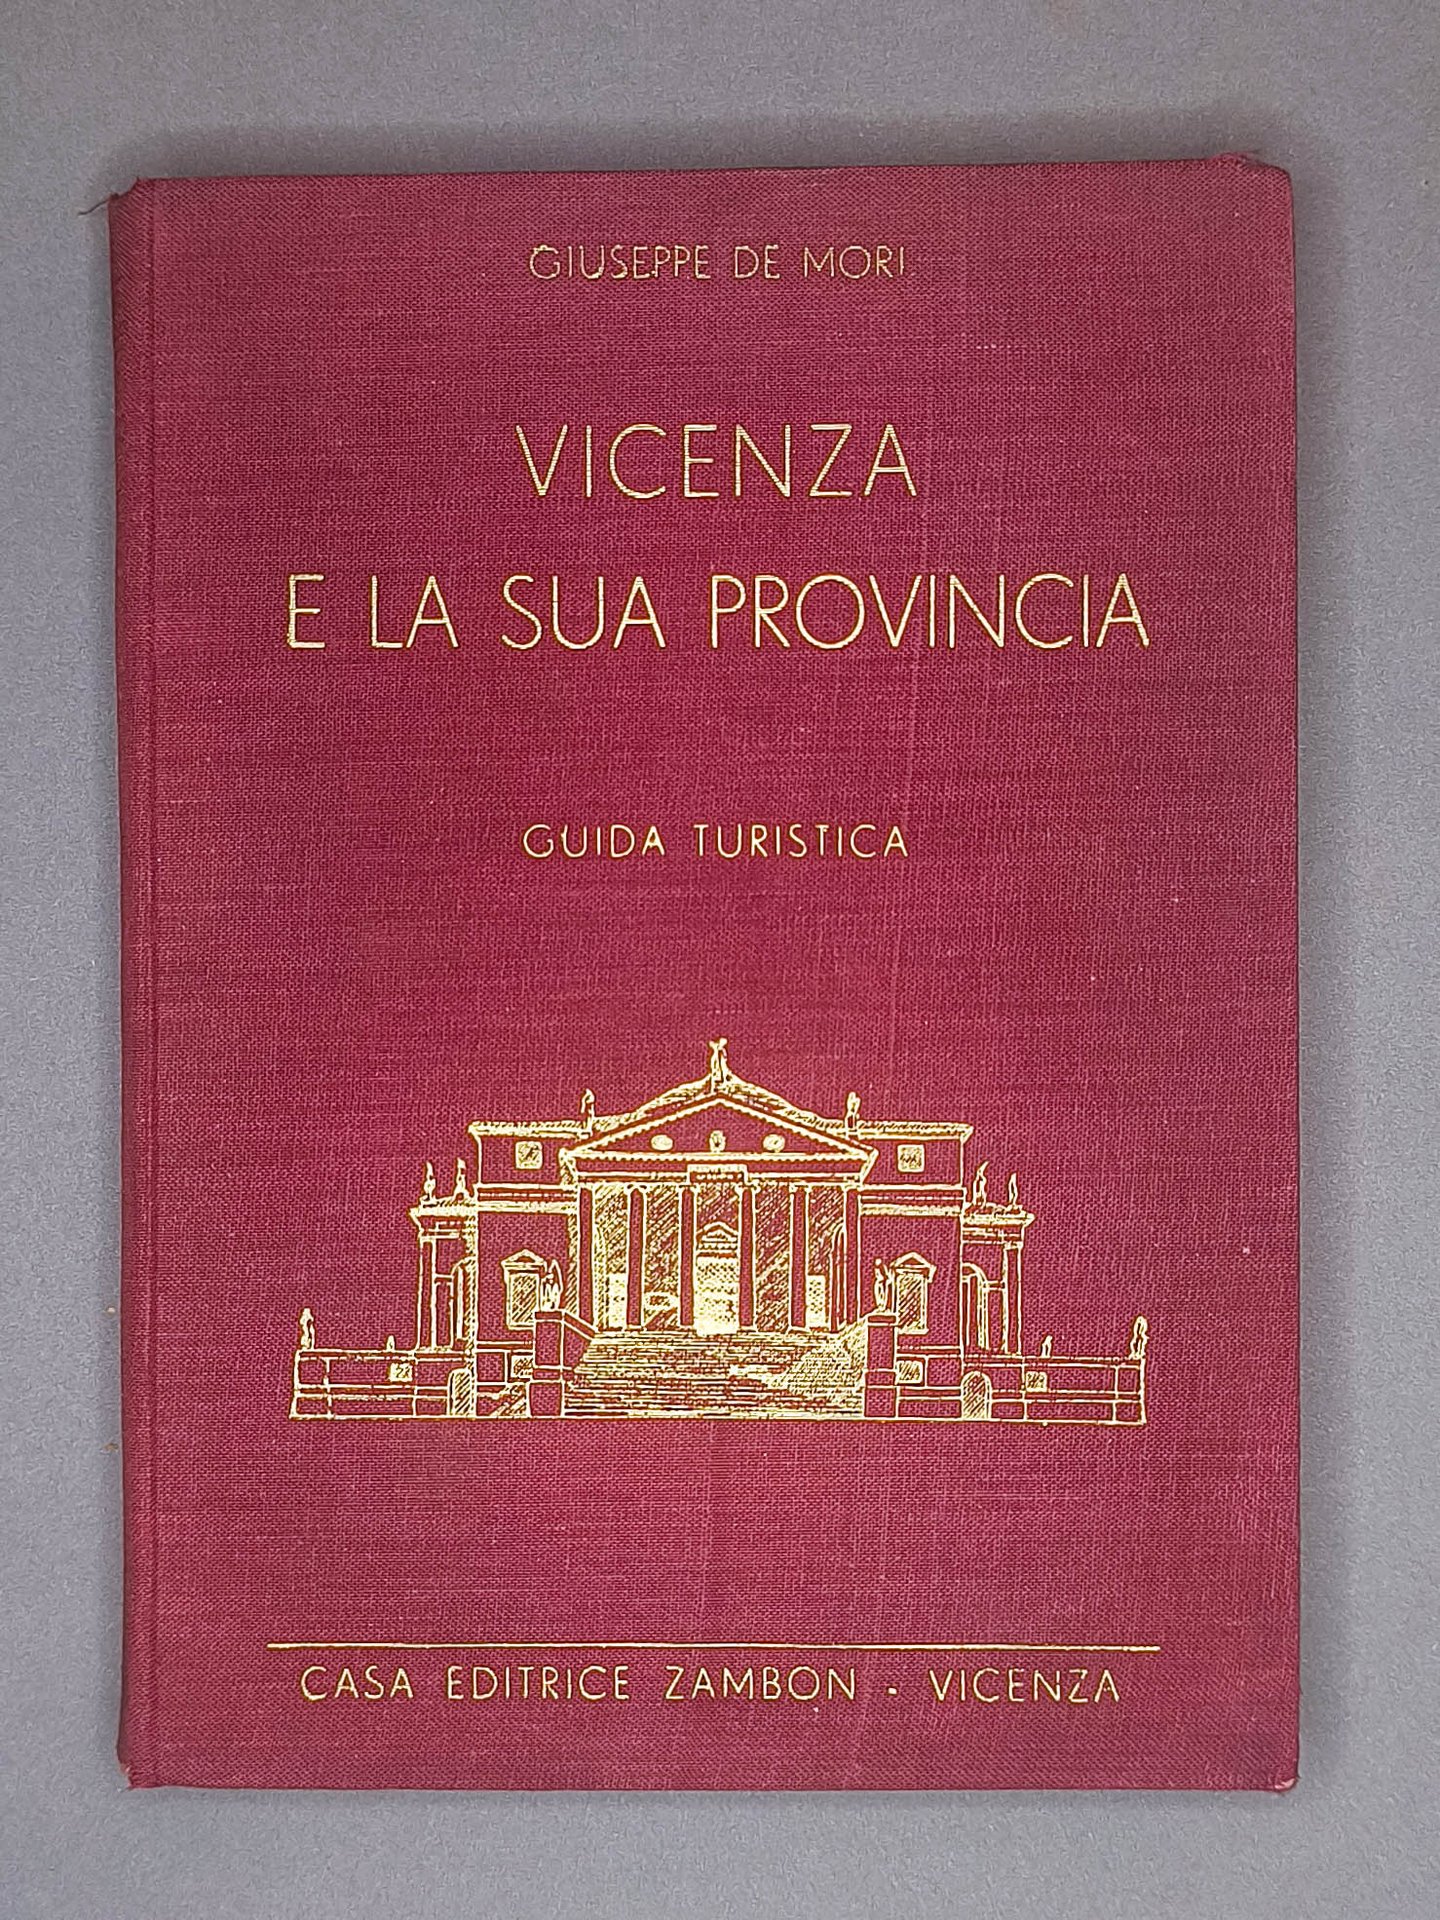 GIUSEPPE DE MORI
VICENZA
E LA SUA PROVINCIA
GUIDA TURISTICA
CASA EDITRICE ZAMBON - VICENZA